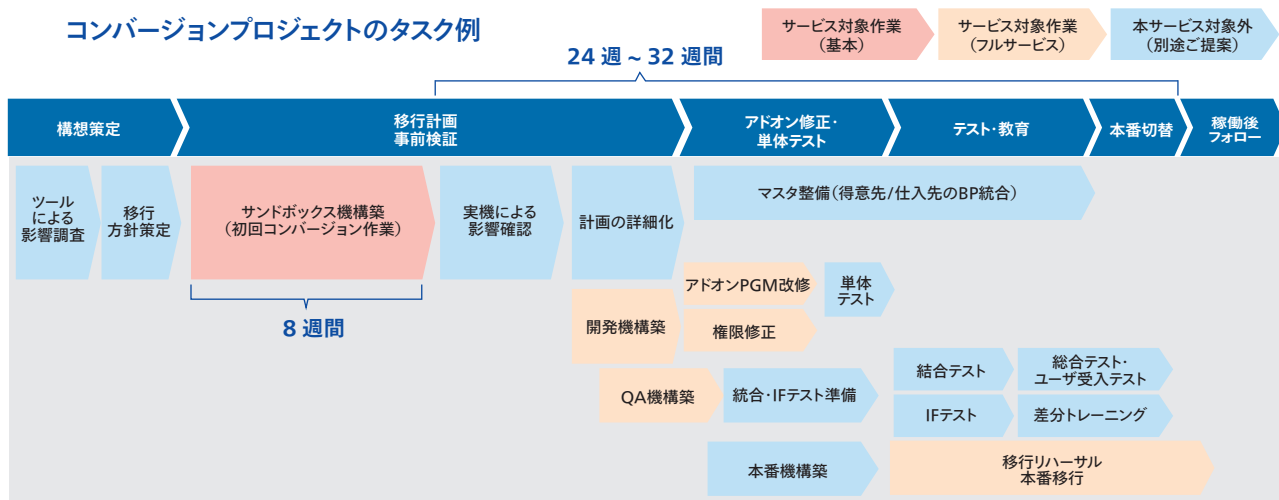 コンバージョンプロジェクトのタスク例
サービス対象作業
（基本）
サービス対象作業
（フルサービス）
本サービス対象外
（別途ご提案）
24 週 ~ 32 週間
構想策定
移行計画
事前検証
アドオン修正・
単体テスト
テスト・教育
本番切替
稼働後
フォロー
ツール
による
影響調査
移行
方針策定
サンドボックス機構築
（初回コンバージョン作業）
実機による
影響確認
計画の詳細化
マスタ整備（得意先/仕入先のBP統合）
8 週間
開発機構築
アドオンPGM改修
単体
テスト
権限修正
QA機構築
統合・IFテスト準備
結合テスト
総合テスト・
ユーザ受入テスト
IFテスト
差分トレーニング
本番機構築
移行リハーサル
本番移行